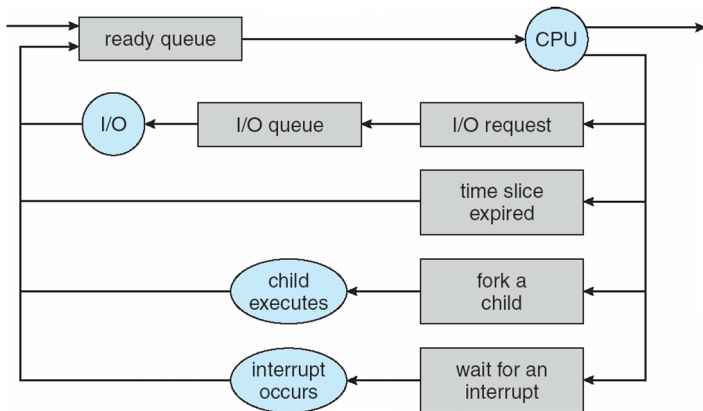 ready queue
CPU
I/O
I/O queue
I/O request
time slice
expired
child
executes
fork a
child
interrupt
occurs
wait for an
interrupt